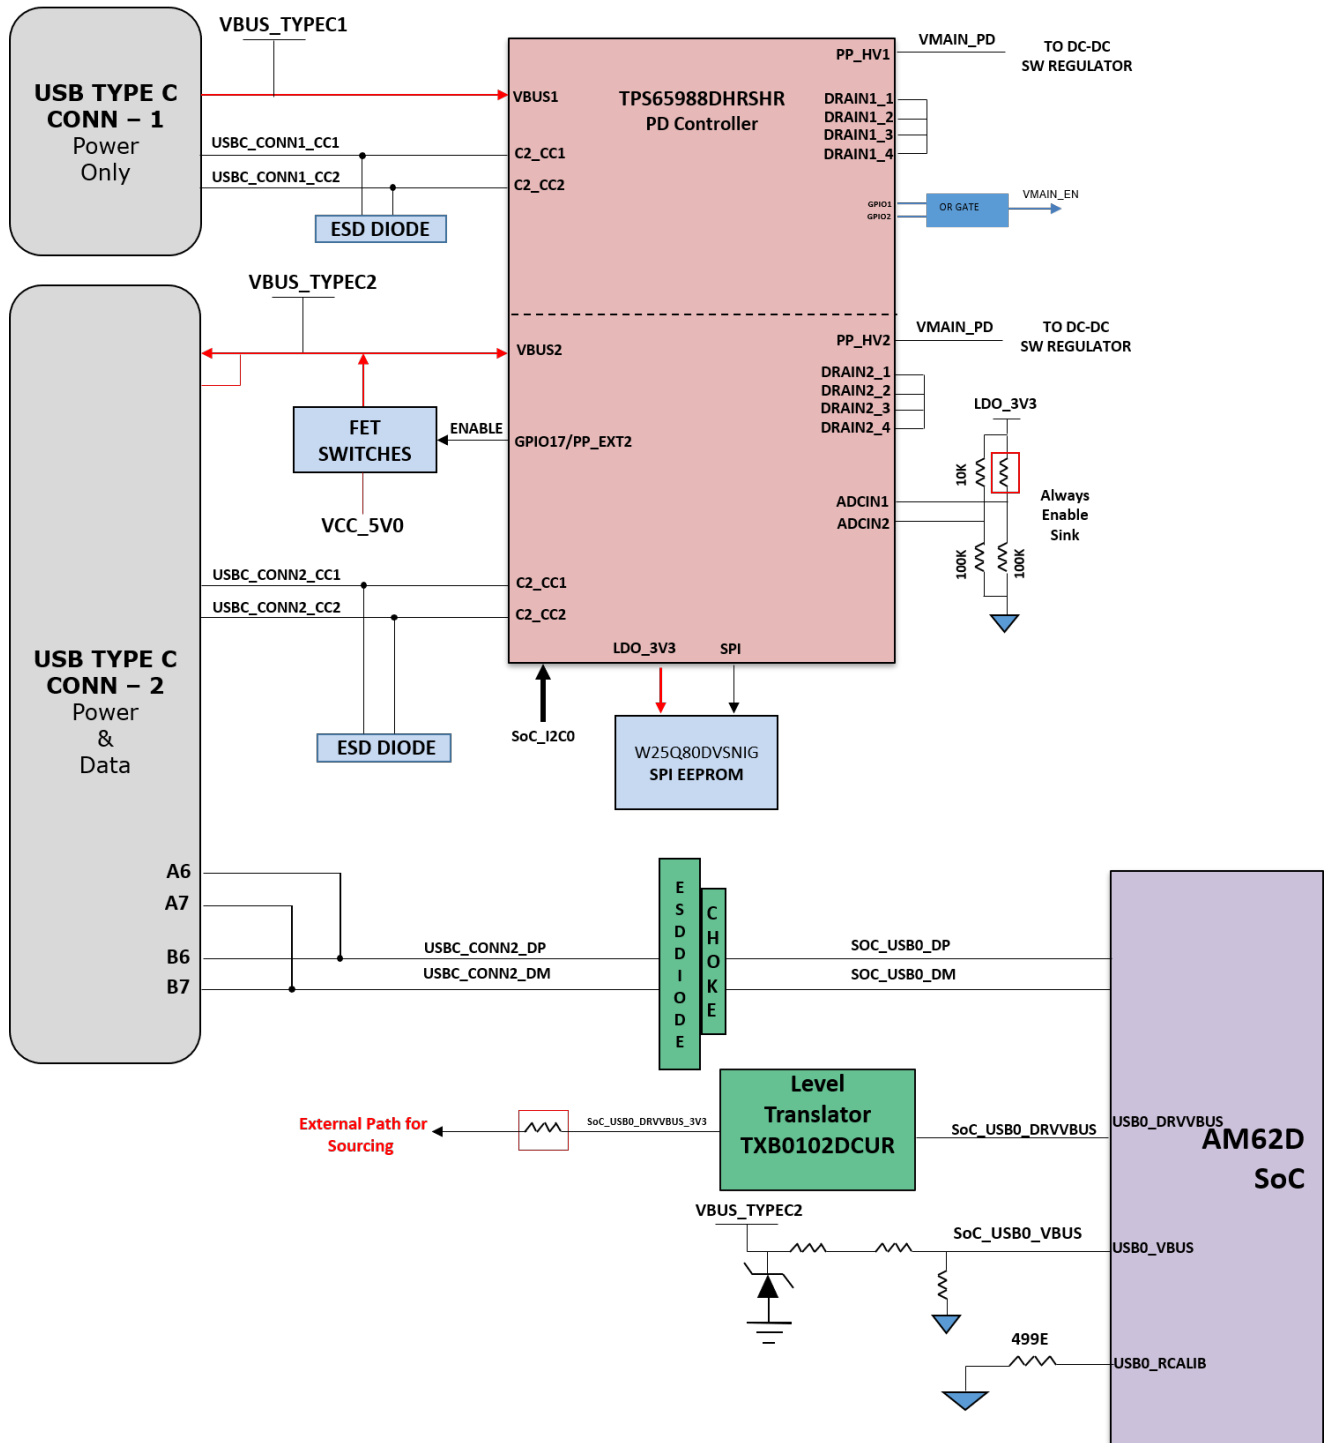 USB TYPE C
CONN – 1
Power
Only
VBUS_TYPEC1
USBC_CONN1_CC1
USBC_CONN1_CC2
ESD DIODE
TPS65988DHRSHR
PD Controller
VBUS1
C2_CC1
C2_CC2
PP_HV1
DRAIN1_1
DRAIN1_2
DRAIN1_3
DRAIN1_4
GPIO1
GPIO2
VMAIN_PD
TO DC-DC
SW REGULATOR
OR GATE
VMAIN_EN
USB TYPE C
CONN – 2
Power
&
Data
VBUS_TYPEC2
VBUS2
FET
SWITCHES
ENABLE
GPIO17/PP_EXT2
VCC_5V0
USBC_CONN2_CC1
USBC_CONN2_CC2
C2_CC1
C2_CC2
ESD DIODE
PP_HV2
VMAIN_PD
TO DC-DC
SW REGULATOR
DRAIN2_1
DRAIN2_2
DRAIN2_3
DRAIN2_4
LDO_3V3
10K
ADCIN1
ADCIN2
Always
Enable
Sink
100K
100K
LDO_3V3
SPI
SoC_I2C0
W25Q80DVSNIG
SPI EEPROM
A6
A7
B6
B7
USBC_CONN2_DP
USBC_CONN2_DM
ESDDIODE
CHOKE
SOC_USB0_DP
SOC_USB0_DM
External Path for
Sourcing
SoC_USB0_DRVVBUS_3V3
Level
Translator
TXB0102DCUR
SoC_USB0_DRVVBUS
USB0_DRVVBUS
AM62D
SoC
VBUS_TYPEC2
SoC_USB0_VBUS
USB0_VBUS
499E
USB0_RCALIB